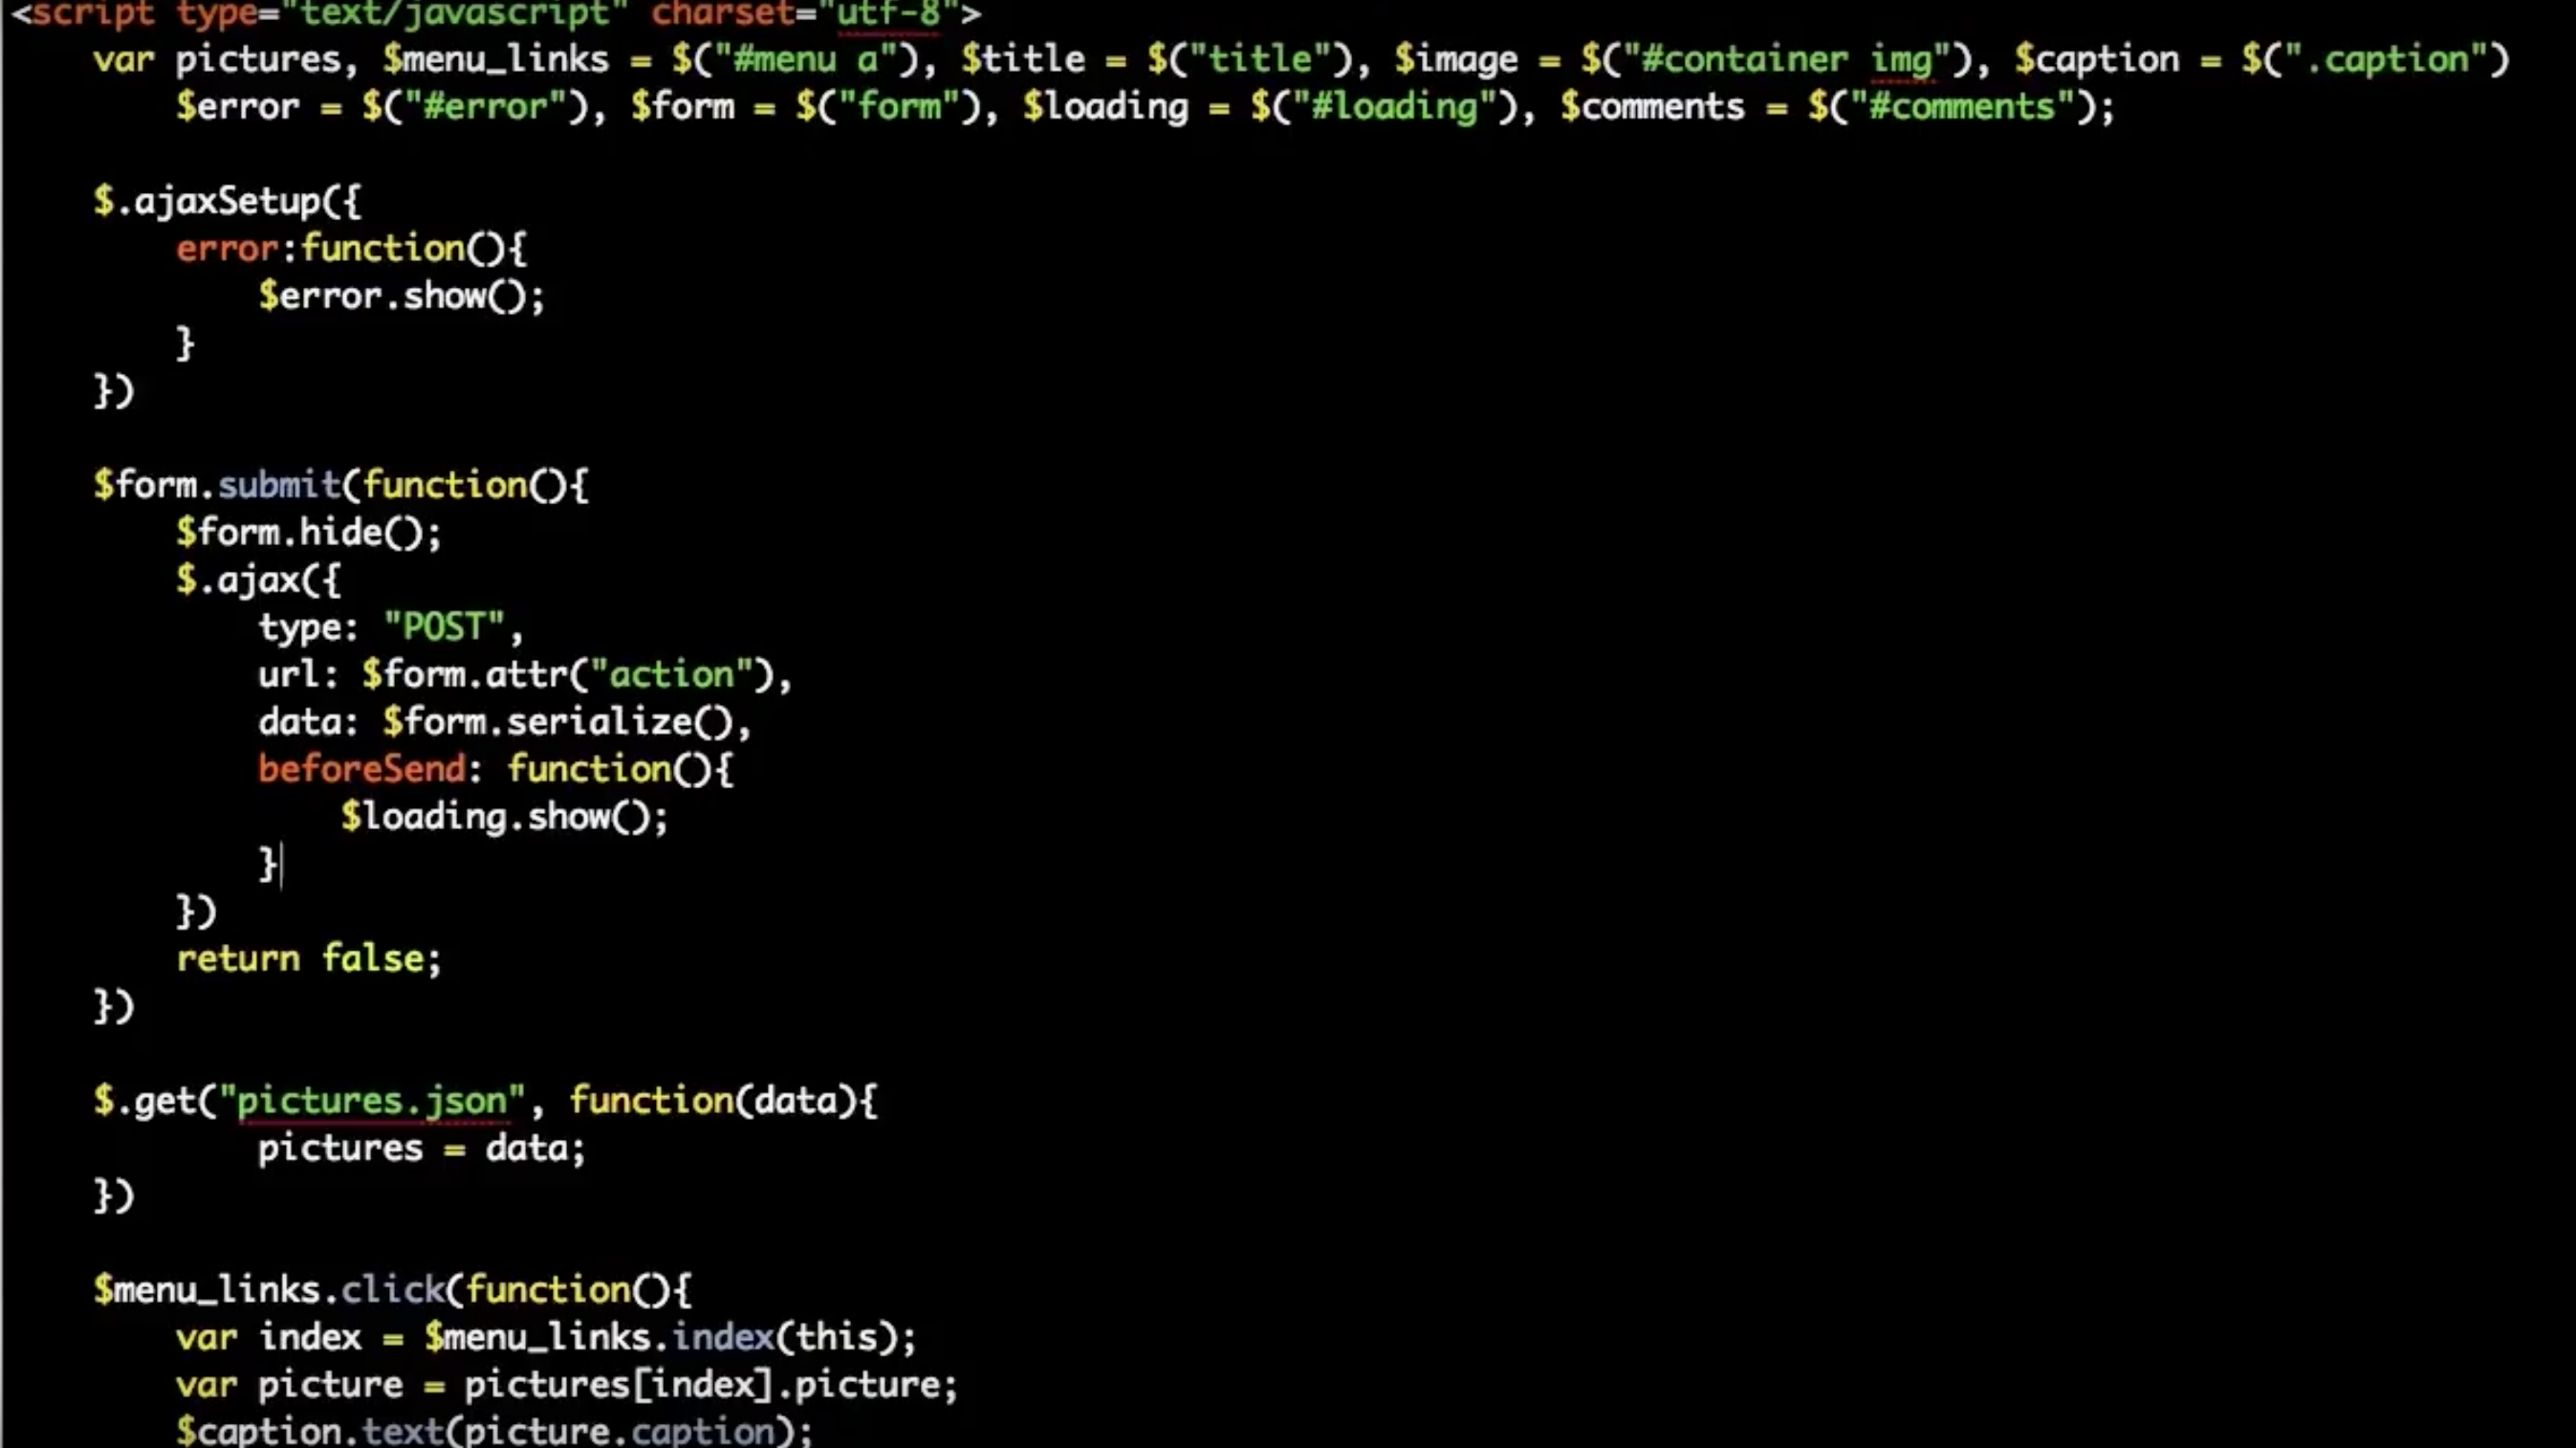 <script type="text/javascript" charset="utf-8">
var pictures, $menu_links = $("#menu a"), $title = $("title"), $image = $("#container img"), $caption = $(".caption")
$error = $("#error"), $form = $("form"), $loading = $("#loading"), $comments = $("#comments");
$.ajaxSetup({
error:function(){
$error.show();
}
})
$form.submit(function(){
$form.hide();
$.ajax({
type: "POST",
url: $form.attr("action"),
data: $form.serialize(),
beforeSend: function(){
$loading.show();
}
})
return false;
})
$.get("pictures.json", function(data){
pictures = data;
})
$menu_links.click(function(){
var index = $menu_links.index(this);
var picture = pictures[index].picture;
$caption.text(picture.caption);